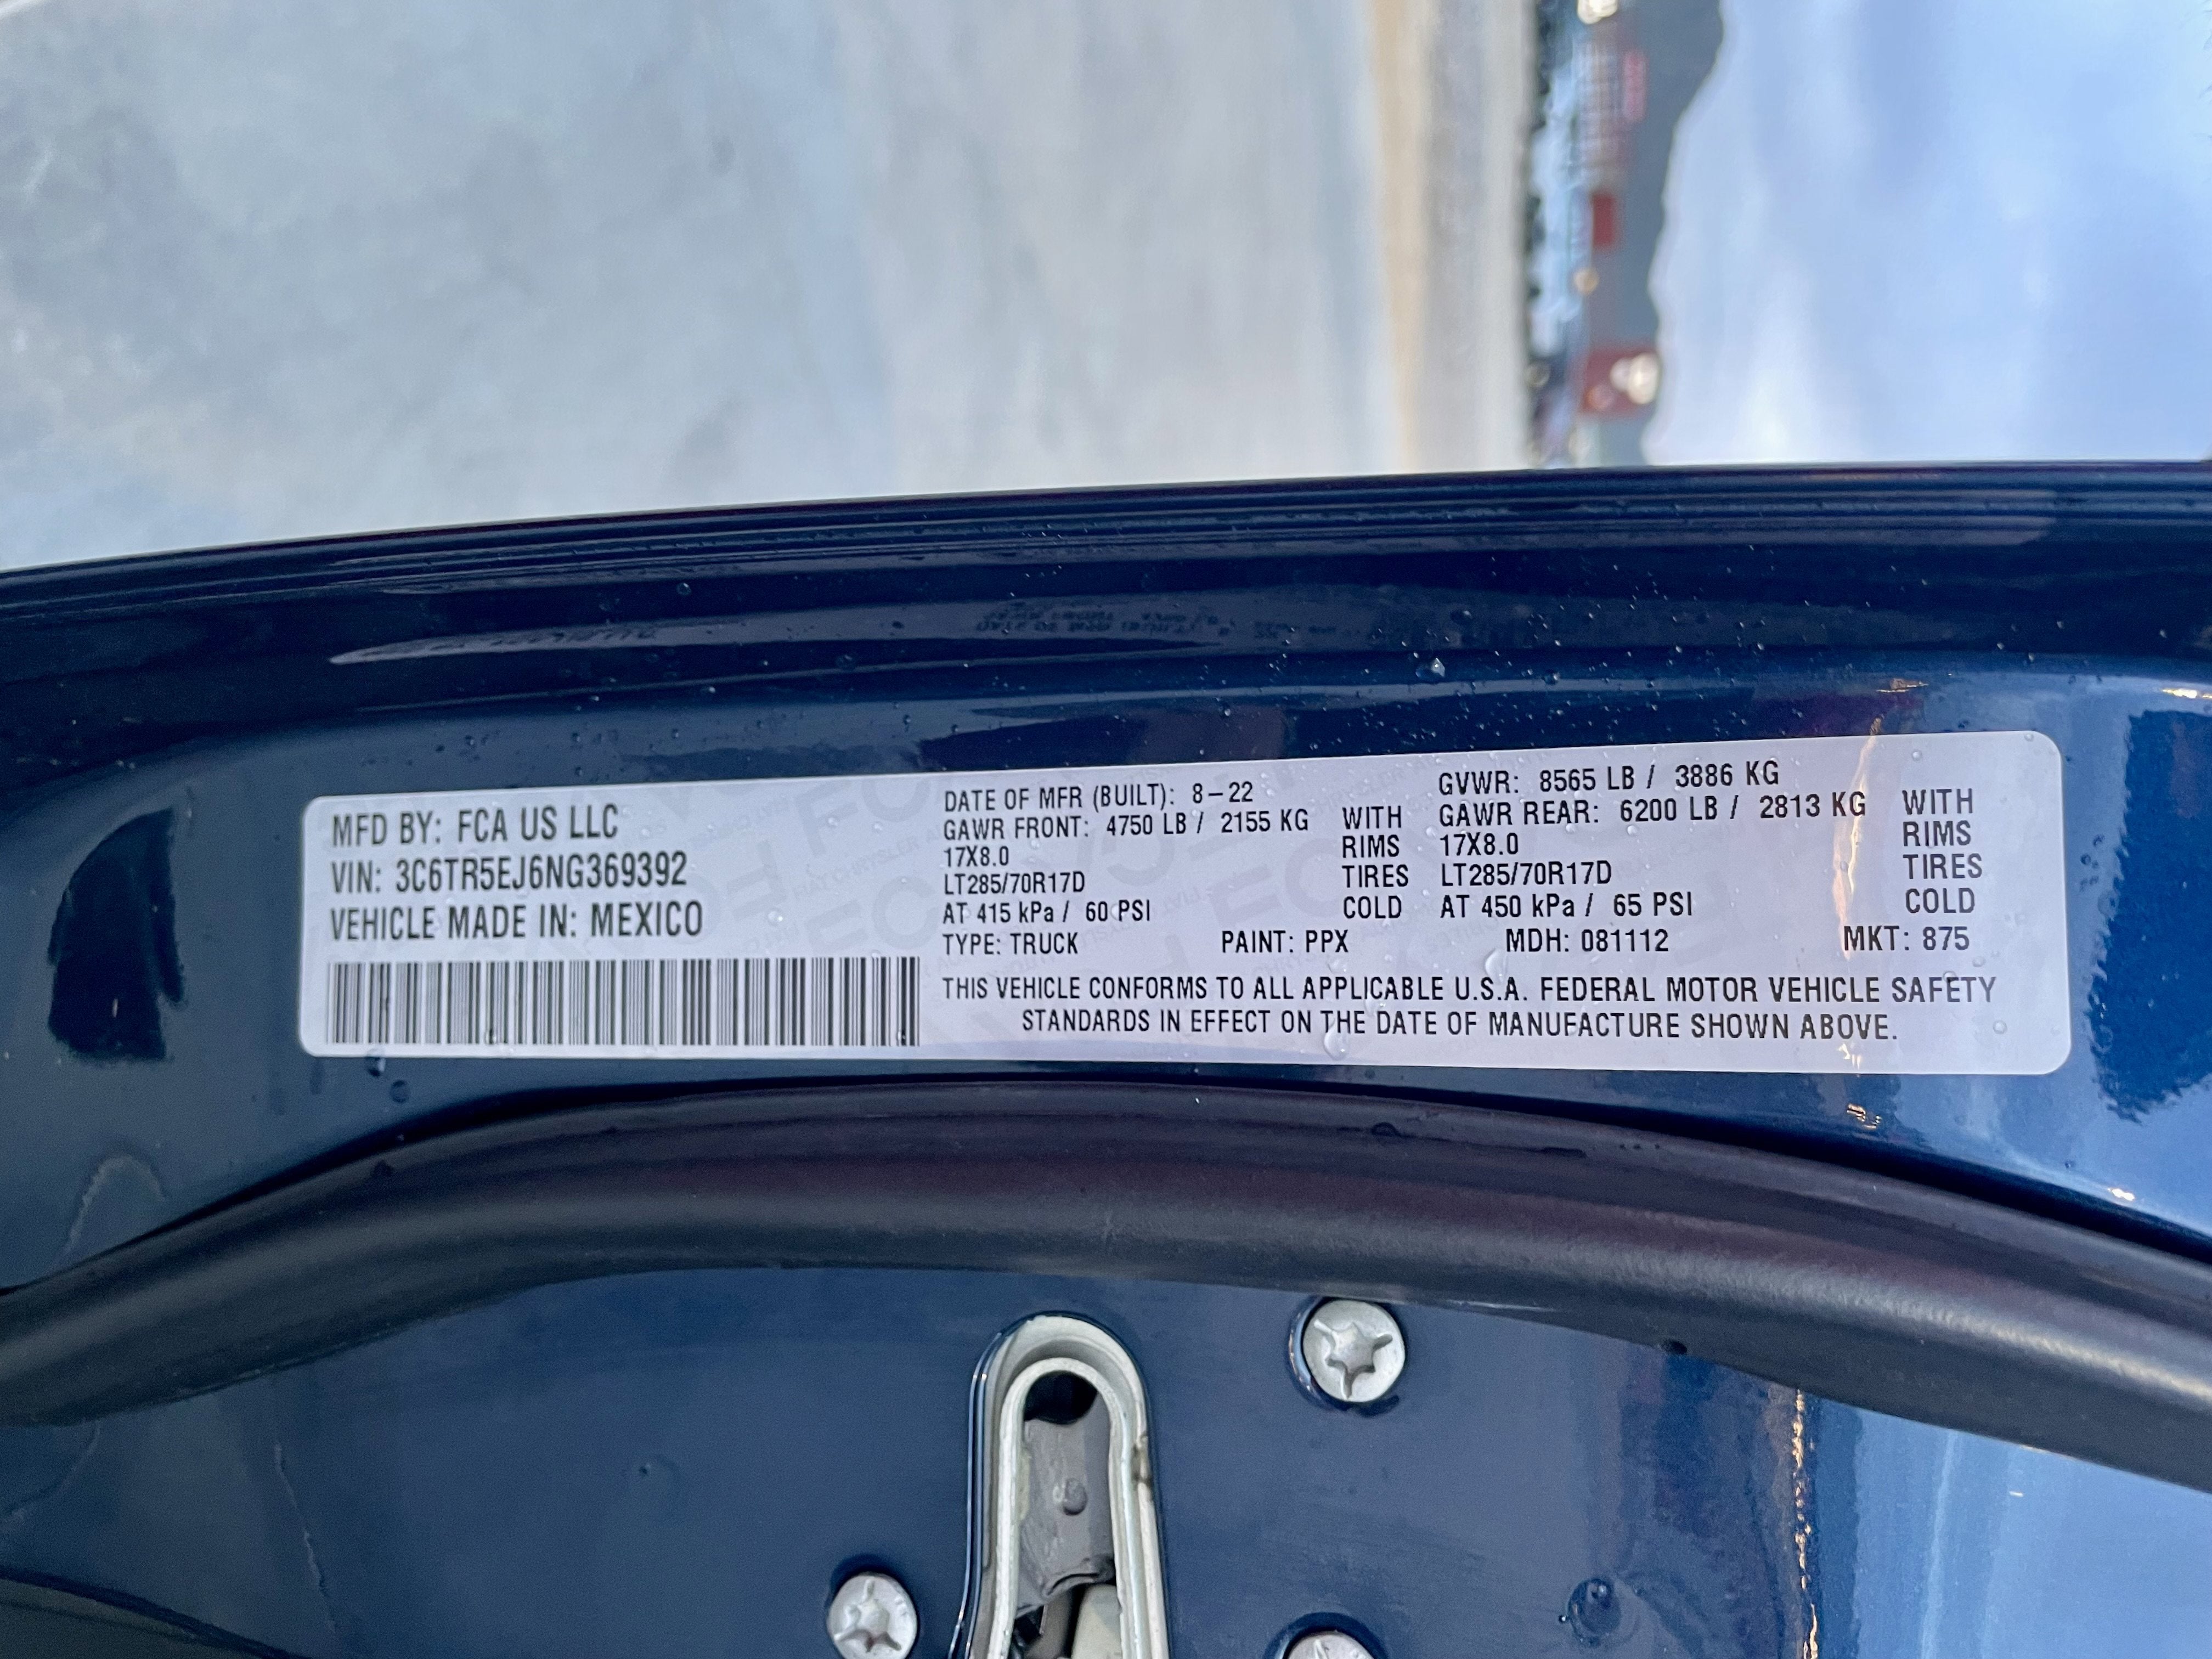 MFD BY: FCA US LLC
VIN: 3C6TR5EJ6NG369392
VEHICLE MADE IN: MEXICO
DATE OF MFR (BUILT): 8-22 GVWR: 8565 LB / 3886 KG
GAWR FRONT: 4750 LB / 2155 KG WITH GAWR REAR: 6200 LB / 2813 KG WITH
17X8.0 RIMS 17X8.0 RIMS
LT285/70R17D TIRES LT285/70R17D TIRES
AT 415 kPa / 60 PSI COLD AT 450 kPa / 65 PSI COLD
TYPE: TRUCK PAINT: PPX MDH: 081112 MKT: 875
THIS VEHICLE CONFORMS TO ALL APPLICABLE U.S.A. FEDERAL MOTOR VEHICLE SAFETY
STANDARDS IN EFFECT ON THE DATE OF MANUFACTURE SHOWN ABOVE.